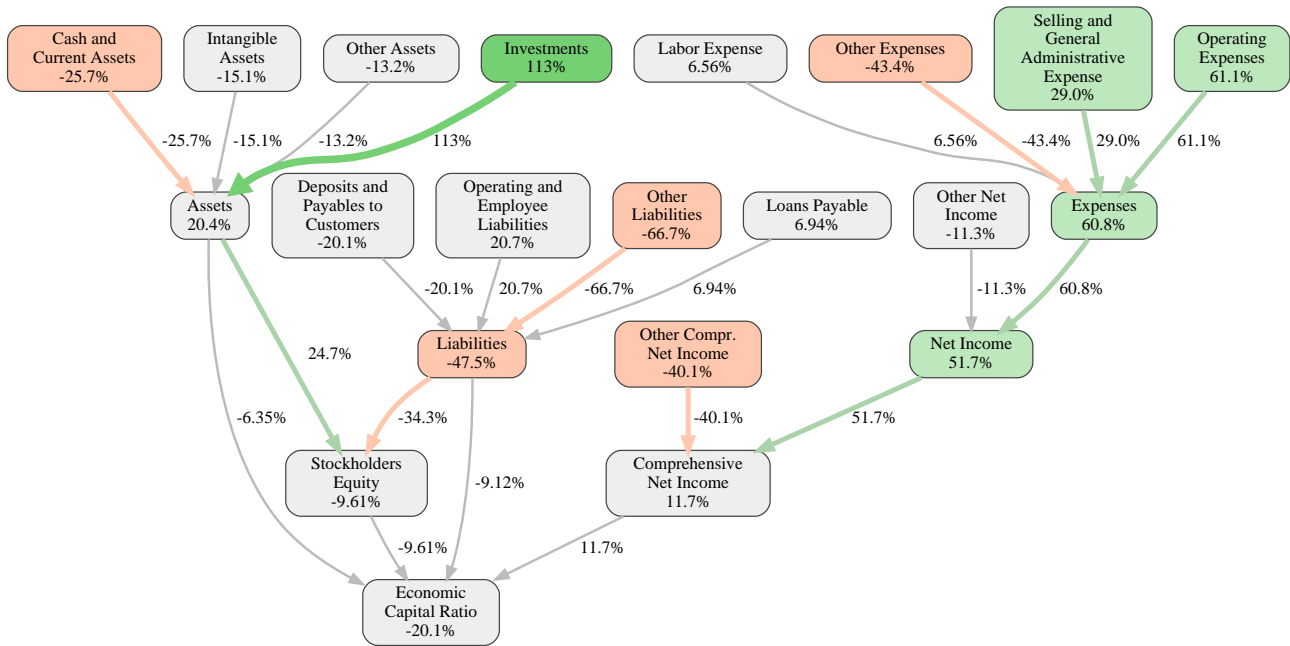 Cash and
Current Assets
-25.7%
Intangible
Assets
-15.1%
Other Assets
-13.2%
Investments
113%
Labor Expense
6.56%
Other Expenses
-43.4%
Selling and
General
Administrative
Expense
29.0%
Operating
Expenses
61.1%
-25.7%
-15.1%
-13.2%
113%
6.56%
-43.4%
29.0%
61.1%
Assets
20.4%
Deposits and
Payables to
Customers
-20.1%
Operating and
Employee
Liabilities
20.7%
Other
Liabilities
-66.7%
Loans Payable
6.94%
Other Net
Income
-11.3%
Expenses
60.8%
-20.1%
20.7%
-66.7%
6.94%
-11.3%
60.8%
24.7%
Liabilities
-47.5%
Other Compr.
Net Income
-40.1%
Net Income
51.7%
-6.35%
-34.3%
-40.1%
51.7%
Stockholders
Equity
-9.61%
-9.12%
Comprehensive
Net Income
11.7%
-9.61%
11.7%
Economic
Capital Ratio
-20.1%